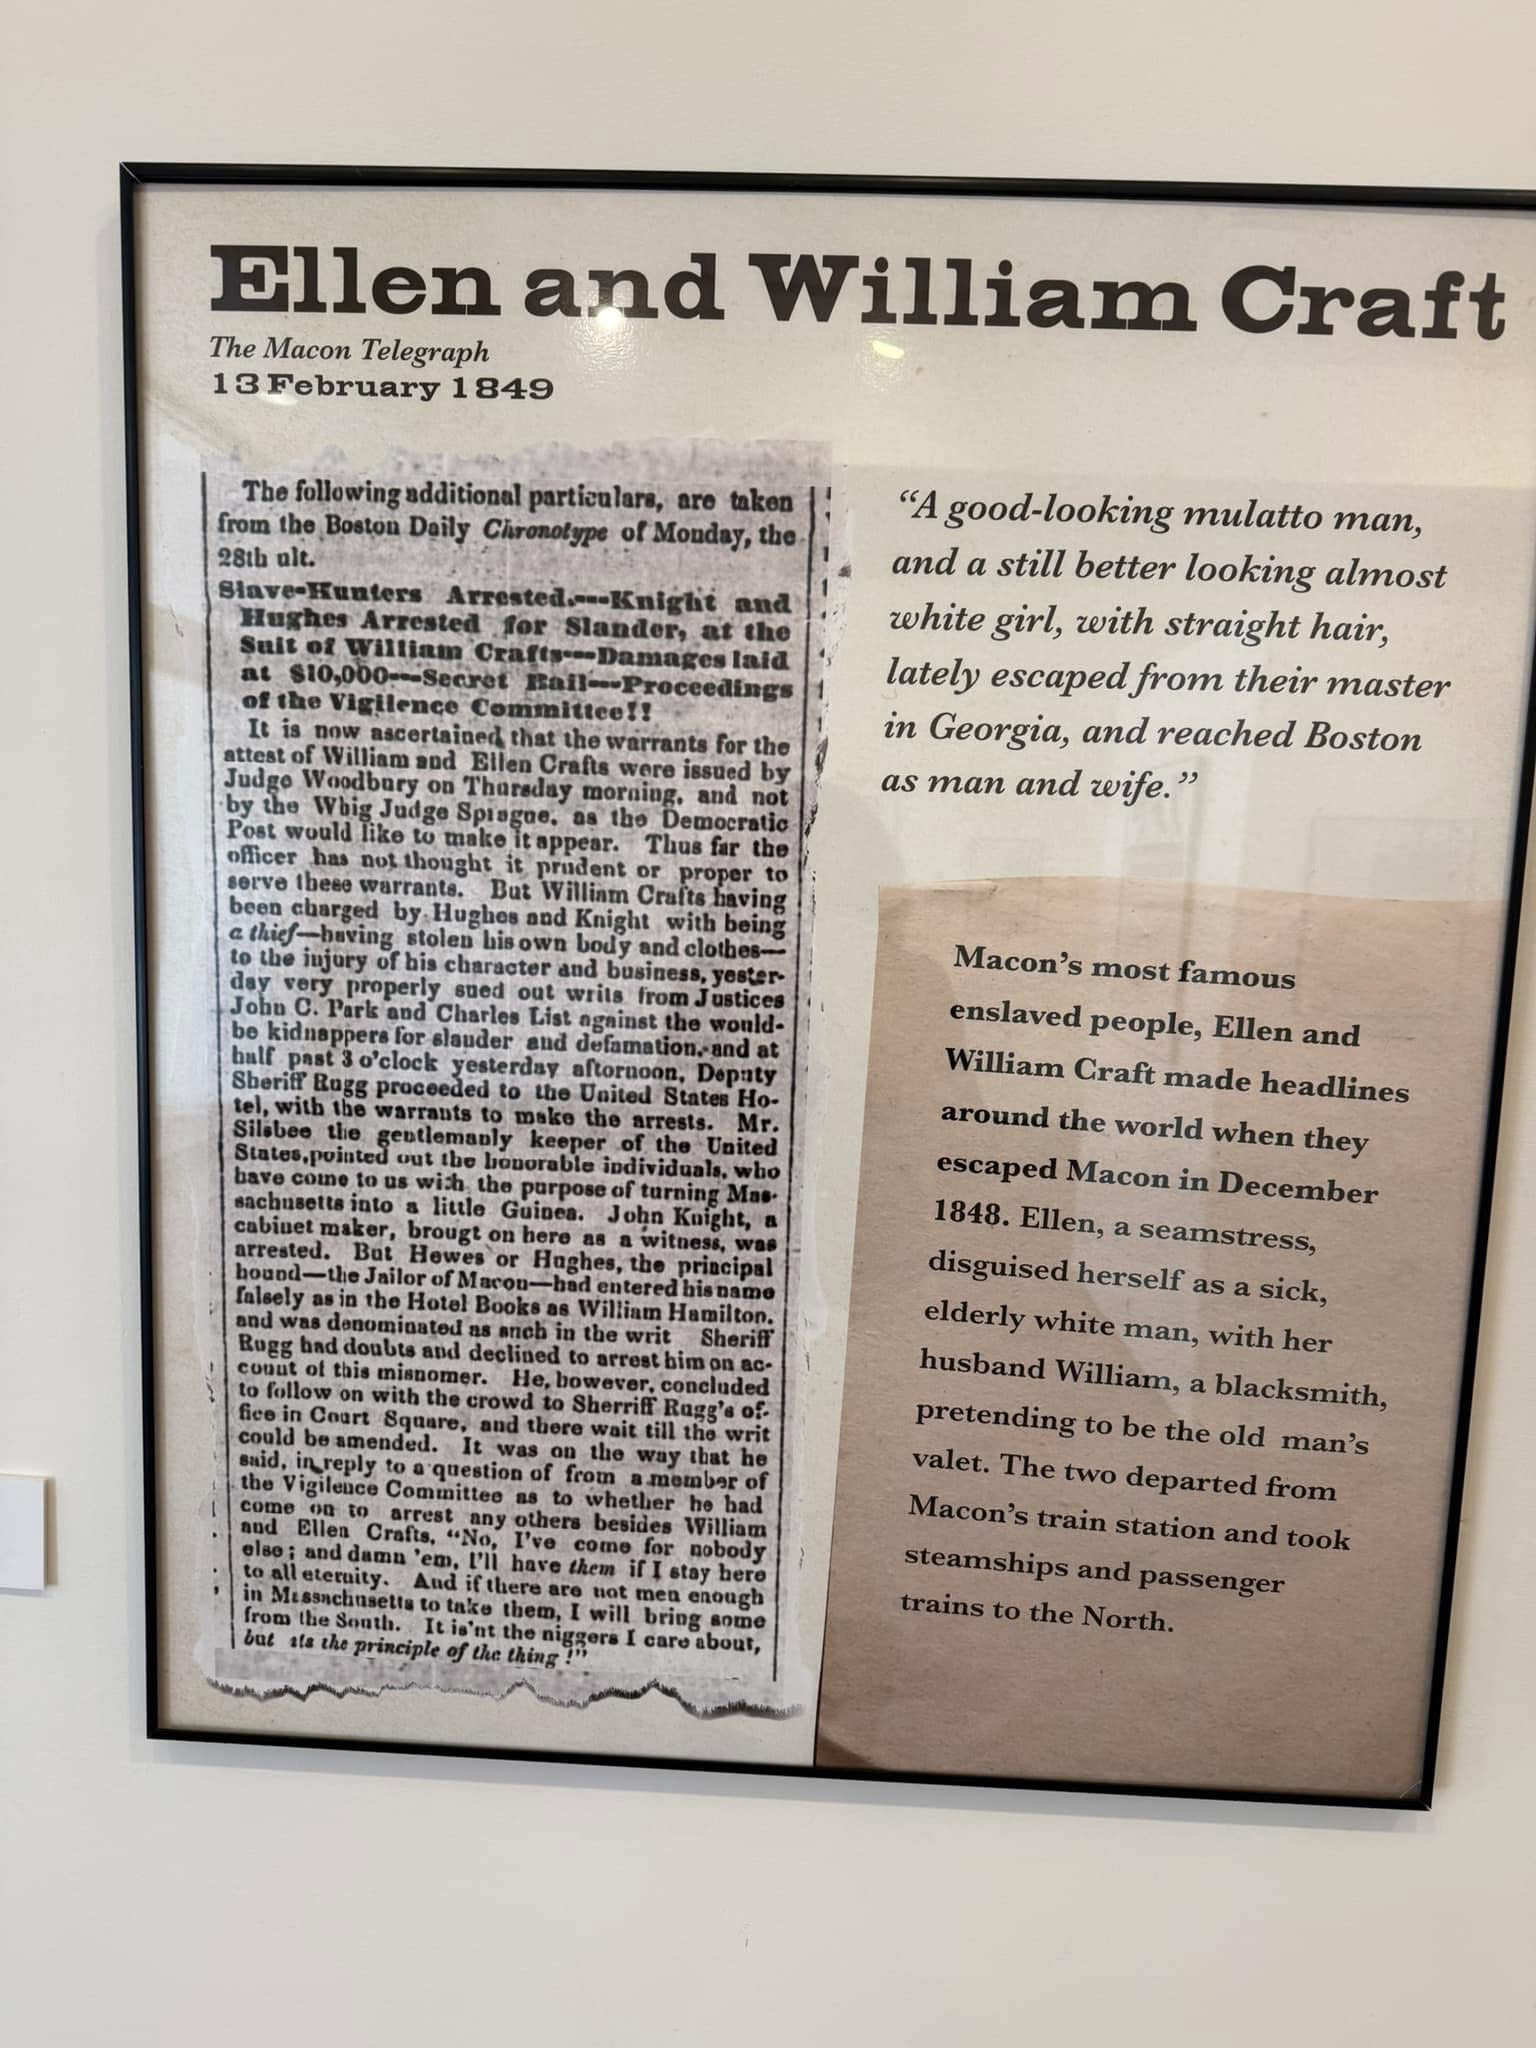 Ellen and William Craft
The Macon Telegraph
13 February 1849
The following additional particulars, are taken
from the Boston Daily Chronotype of Monday, the
28th ult.
Slave-Hunters Arrested.---Knight and
Hughes Arrested for Slander, at the
Suit of William Crafts---Damages laid
at $10,000---Secret Bail---Proceedings
of the Vigilence Committee!!
It is now ascertained that the warrants for the
attest of William and Ellen Crafts were issued by
Judge Woodbury on Thursday morning, and not
by the Whig Judge Sprague, as the Democratic
Post would like to make it appear. Thus far the
officer has not thought it prudent or proper to
serve these warrants. But William Crafts having
been charged by Hughes and Knight with being
a thief—having stolen his own body and clothes—
to the injury of his character and business, yester-
day very properly sued out writs from Justices
John C. Park and Charles List against the would-
be kidnappers for slander and defamation, and at
half past 3 o'clock yesterday afternoon, Deputy
Sheriff Rugg proceeded to the United States Ho-
tel, with the warrants to make the arrests. Mr.
Silsbee the gentlemanly keeper of the United
States, pointed out the honorable individuals, who
have come to us with the purpose of turning Mas-
sachusetts into a little Guinea. John Knight, a
cabinet maker, brougt on here as a witness, was
arrested. But Hewes or Hughes, the principal
hound—the Jailor of Macon—had entered his name
falsely as in the Hotel Books as William Hamilton,
and was denominated as such in the writ Sheriff
Rugg had doubts and declined to arrest him on ac-
count of this misnomer. He, however, concluded
to follow on with the crowd to Sherriff Rugg's of-
fice in Court Square, and there wait till the writ
could be amended. It was on the way that he
said, in reply to a question of from a member of
the Vigilence Committee as to whether he had
come on to arrest any others besides William
and Ellen Crafts, "No, I've come for nobody
else; and damn 'em, I'll have them if I stay here
to all eternity. And if there are not men enough
in Massachusetts to take them, I will bring some
from the South. It is'nt the niggers I care about,
but its the principle of the thing!"
“A good-looking mulatto man,
and a still better looking almost
white girl, with straight hair,
lately escaped from their master
in Georgia, and reached Boston
as man and wife.”
Macon’s most famous
enslaved people, Ellen and
William Craft made headlines
around the world when they
escaped Macon in December
1848. Ellen, a seamstress,
disguised herself as a sick,
elderly white man, with her
husband William, a blacksmith,
pretending to be the old man’s
valet. The two departed from
Macon’s train station and took
steamships and passenger
trains to the North.